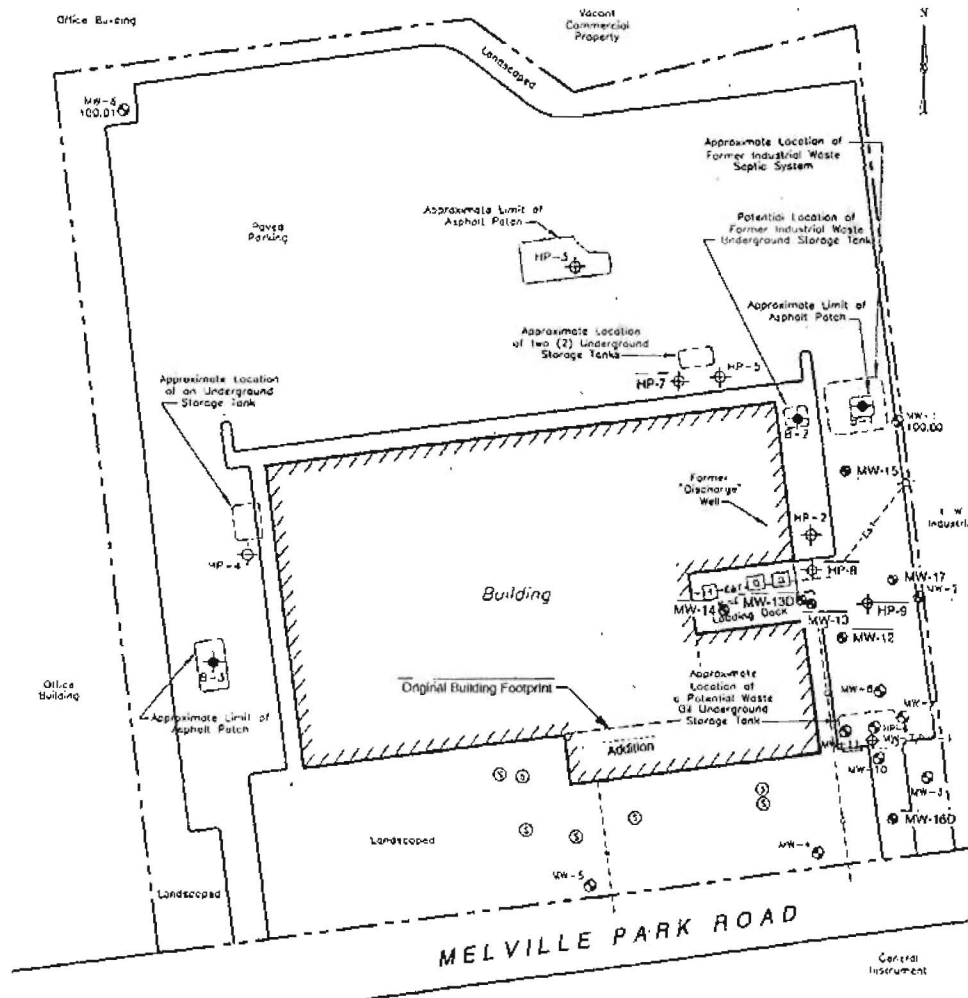 Office Building
Vacant
Commercial
Property
N
Landscaped
MW-6
100.01
Approximate Location of
Former Industrial Waste
Septic System
Approximate Limit of
Asphalt Patch
Potential Location of
Former Industrial Waste
Underground Storage Tank
Paved
Parking
HP-3
Approximate Limit of
Asphalt Patch
Approximate Location
of two (2) Underground
Storage Tanks
HP-7
HP-5
Approximate Location
of an Underground
Storage Tank
B-2
MW-1
100.00
MW-15
Former
"Discharge"
Well
HP-2
HP-4
HP-8
Building
MW-17
MW-14
MW-13D
HP-9
MW-13
Loading Dock
MW-12
B-3
Office
Building
Original Building Footprint
Approximate
Location of
a Potential Waste
Oil Underground
Storage Tank
MW-8
Approximate Limit of
Asphalt Patch
Addition
MW-11
MW-10
MW-3
MW-16D
Landscaped
MW-4
MW-5
Landscaped
MELVILLE PARK ROAD
General
Instrument